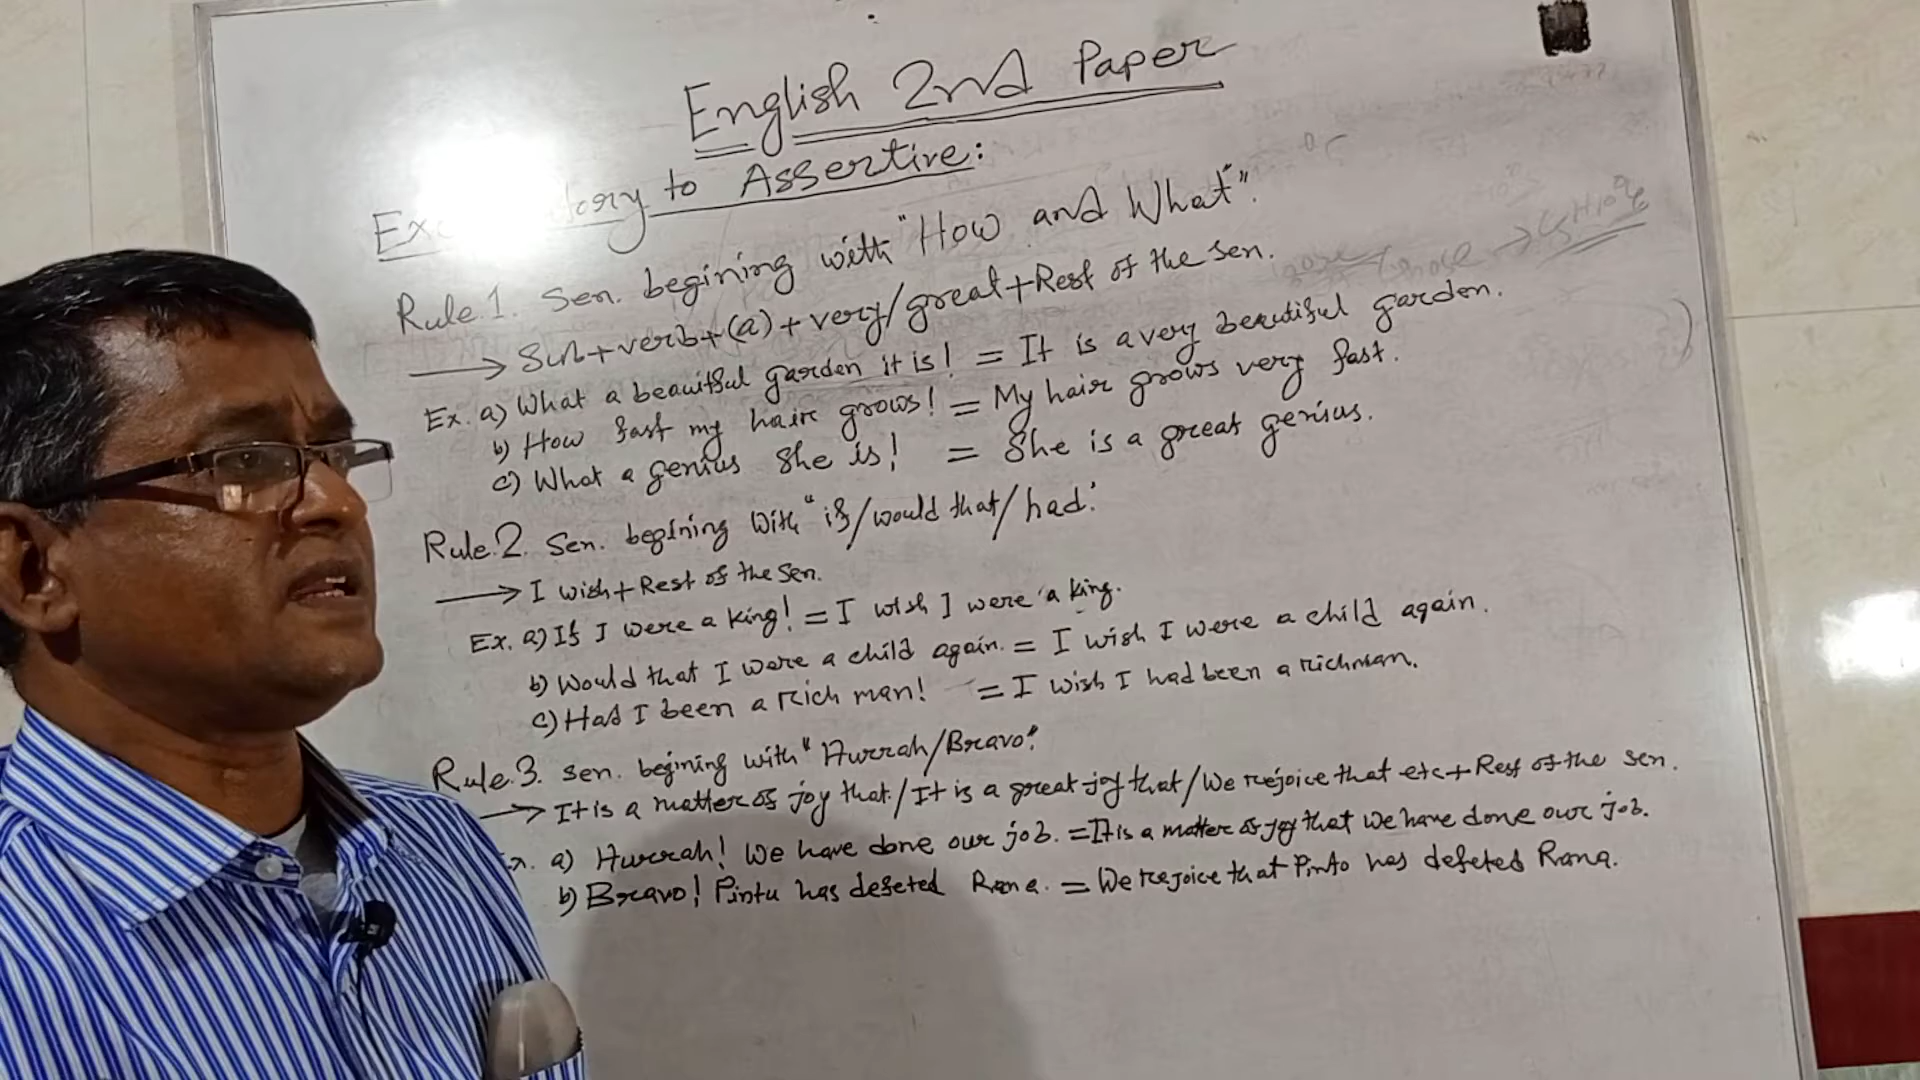 English 2nd Paper
to Assertive:
Rule.1. Sen. begining with "How and What".
→ Sub+verb+(a)+very/great+Rest of the sen.
Ex. a) What a beauitful garden it is! = It is a very beautiful garden.
b) How fast my hair grows! = My hair grows very fast.
c) What a genius she is! = She is a great genius.
Rule.2. Sen. begining with "if/would that/had."
→ I wish+Rest of the Sen.
Ex. a) If I were a king! = I wish I were a king.
b) Would that I were a child again. = I wish I were a child again.
c) Had I been a rich man! = I wish I had been a richman.
Rule.3. Sen. begining with "Hurrah/Bravo".
→ It is a matter of joy that/It is a great joy that/We rejoice that etc+Rest of the sen.
a) Hurrah! We have done our job. = It is a matter of joy that we have done our job.
b) Bravo! Pintu has defeted Rana. = We rejoice that Pinto has defeted Rana.